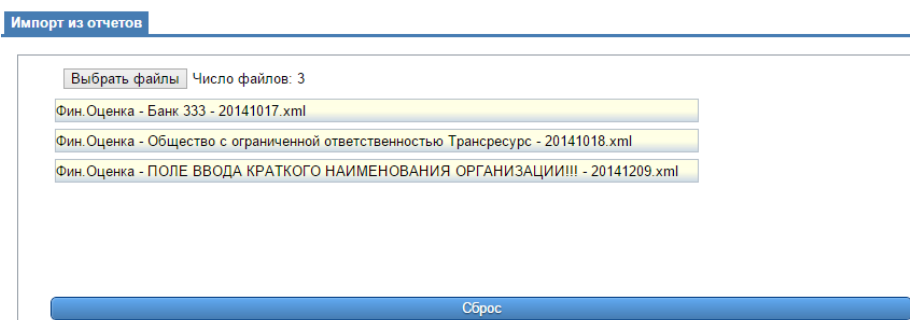 Импорт из отчетов
Выбрать файлы Число файлов: 3
Фин.Оценка - Банк 333 - 20141017.xml
Фин.Оценка - Общество с ограниченной ответственностью Трансресурс - 20141018.xml
Фин.Оценка - ПОЛЕ ВВОДА КРАТКОГО НАИМЕНОВАНИЯ ОРГАНИЗАЦИИ!!! - 20141209.xml
Сброс